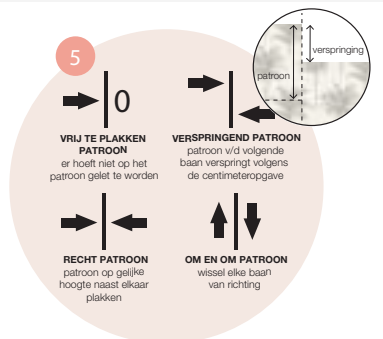 5
verspringing
patroon
0
VRIJ TE PLAKKEN
PATROON
er hoeft niet op het
patroon gelet te worden
VERSPRINGEND PATROON
patroon v/d volgende
baan verspringt volgens
de centimeteropgave
RECHT PATROON
patroon op gelijke
hoogte naast elkaar
plakken
OM EN OM PATROON
wissel elke baan
van richting